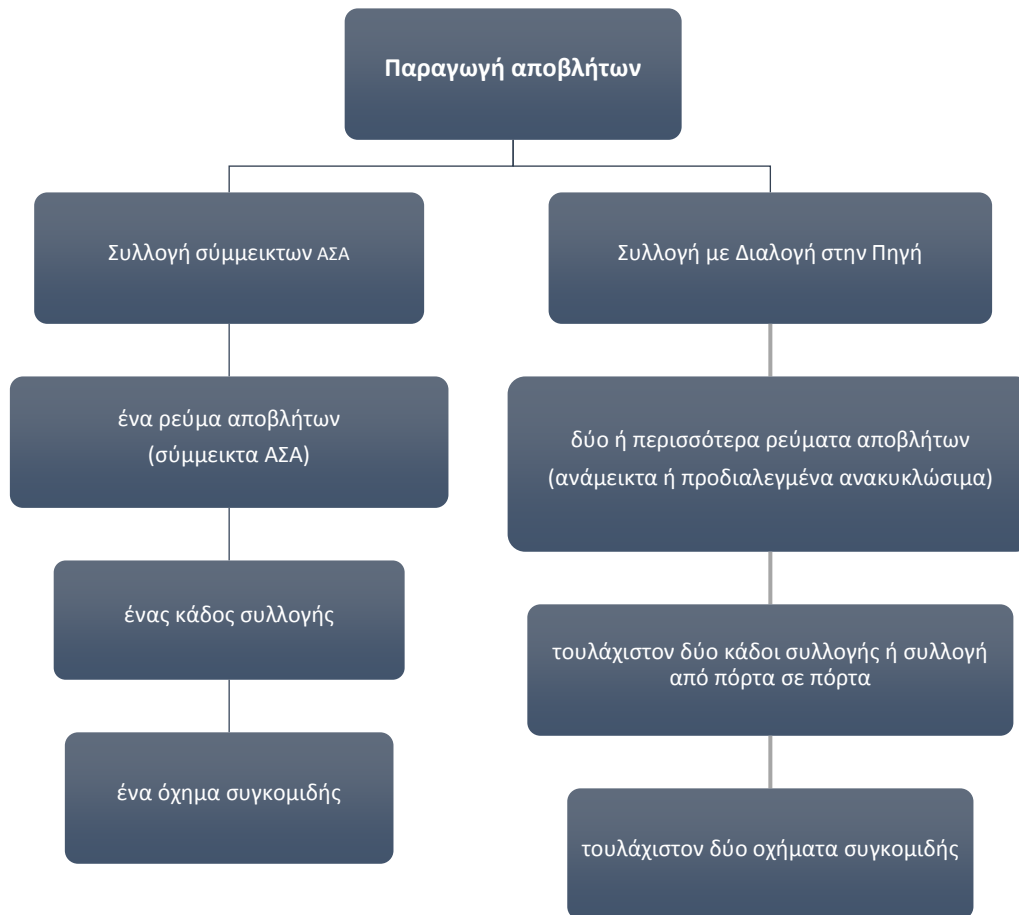 Παραγωγή αποβλήτων
Συλλογή σύμμεικτων ΑΣΑ
ένα ρεύμα αποβλήτων
(σύμμεικτα ΑΣΑ)
ένας κάδος συλλογής
ένα όχημα συγκομιδής
Συλλογή με Διαλογή στην Πηγή
δύο ή περισσότερα ρεύματα αποβλήτων
(ανάμεικτα ή προδιαλεγμένα ανακυκλώσιμα)
τουλάχιστον δύο κάδοι συλλογής ή συλλογή
από πόρτα σε πόρτα
τουλάχιστον δύο οχήματα συγκομιδής